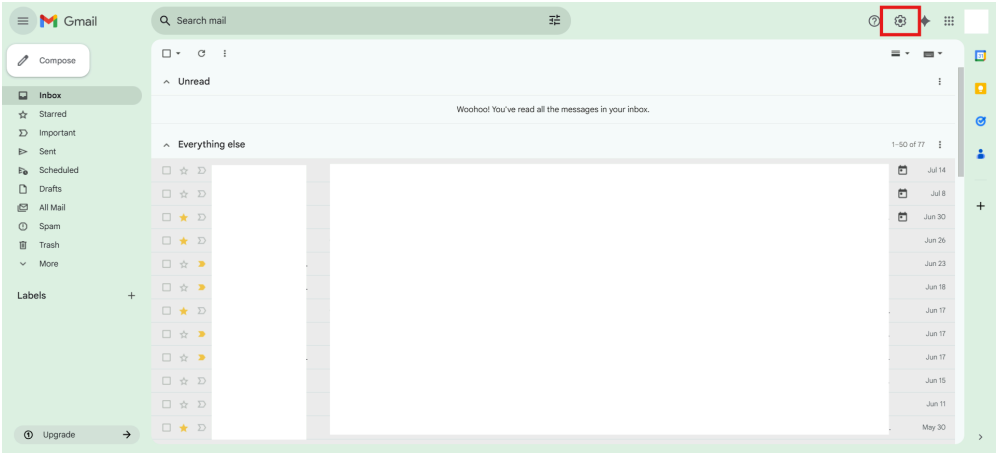 Gmail
Search mail
Compose
Inbox
Starred
Important
Sent
Scheduled
Drafts
All Mail
Spam
Trash
More
Labels
Upgrade
Unread
Woohoo! You've read all the messages in your inbox.
Everything else
1–50 of 77
Jul 14
Jul 8
Jun 30
Jun 26
Jun 23
Jun 18
Jun 17
Jun 17
Jun 17
Jun 15
Jun 11
May 30